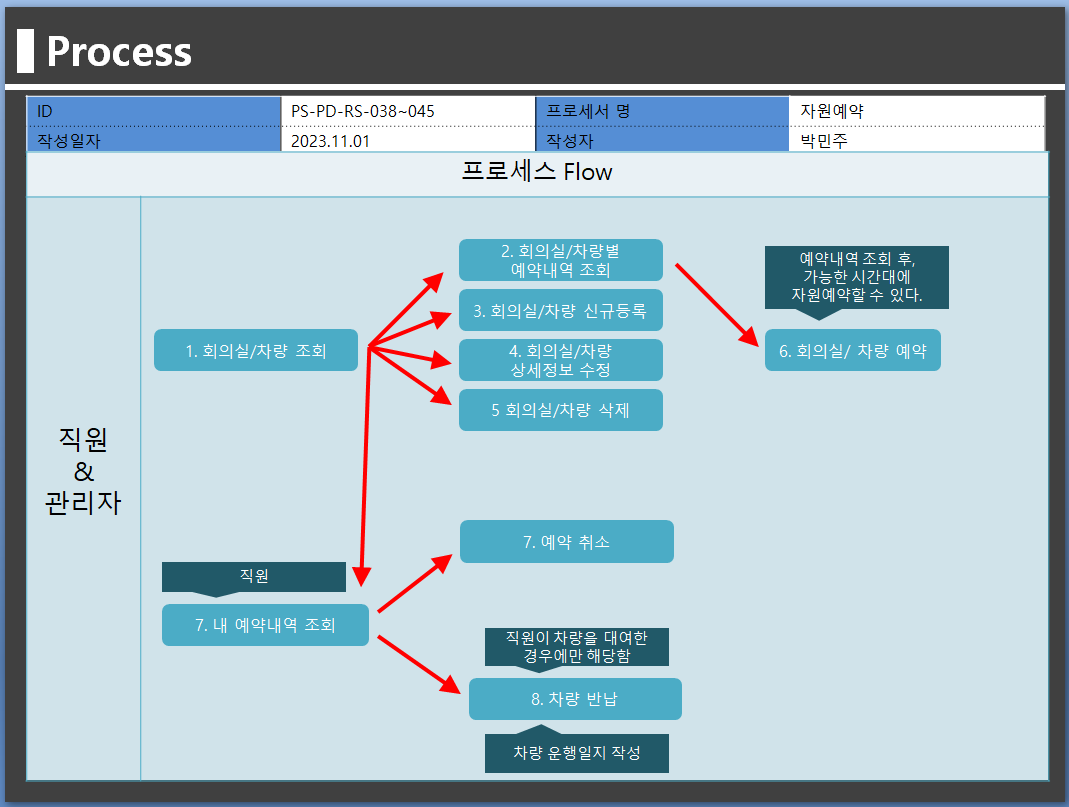 Process
ID
PS-PD-RS-038~045
프로세서 명
자원예약
작성일자
2023.11.01
작성자
박민주
프로세스 Flow
직원
&
관리자
1. 회의실/차량 조회
2. 회의실/차량별
예약내역 조회
3. 회의실/차량 신규등록
4. 회의실/차량
상세정보 수정
5 회의실/차량 삭제
예약내역 조회 후,
가능한 시간대에
자원예약할 수 있다.
6. 회의실/ 차량 예약
직원
7. 내 예약내역 조회
7. 예약 취소
직원이 차량을 대여한
경우에만 해당함
8. 차량 반납
차량 운행일지 작성